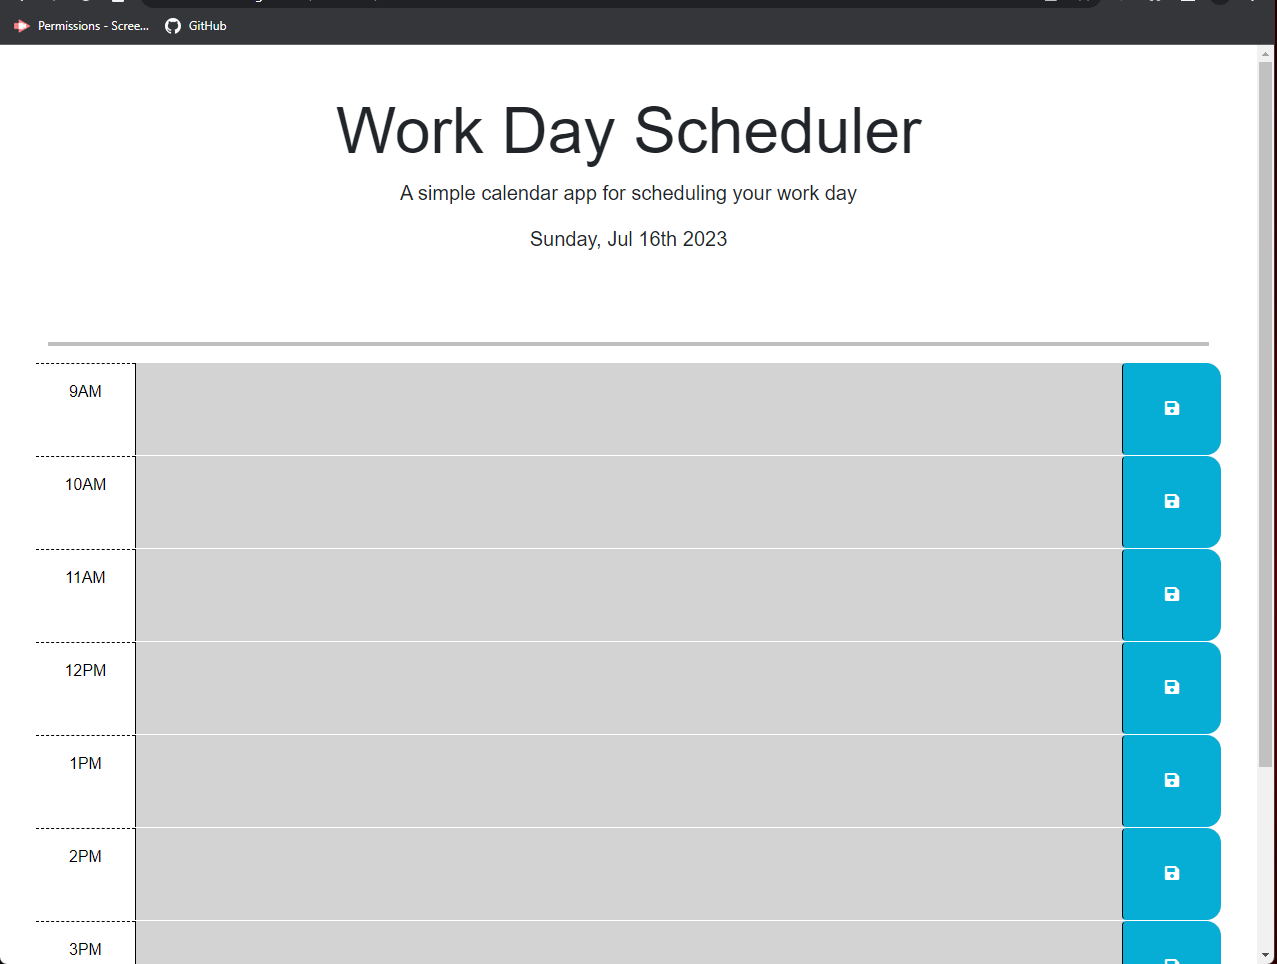 Permissions - Scree... GitHub
Work Day Scheduler
A simple calendar app for scheduling your work day
Sunday, Jul 16th 2023
9AM
10AM
11AM
12PM
1PM
2PM
3PM